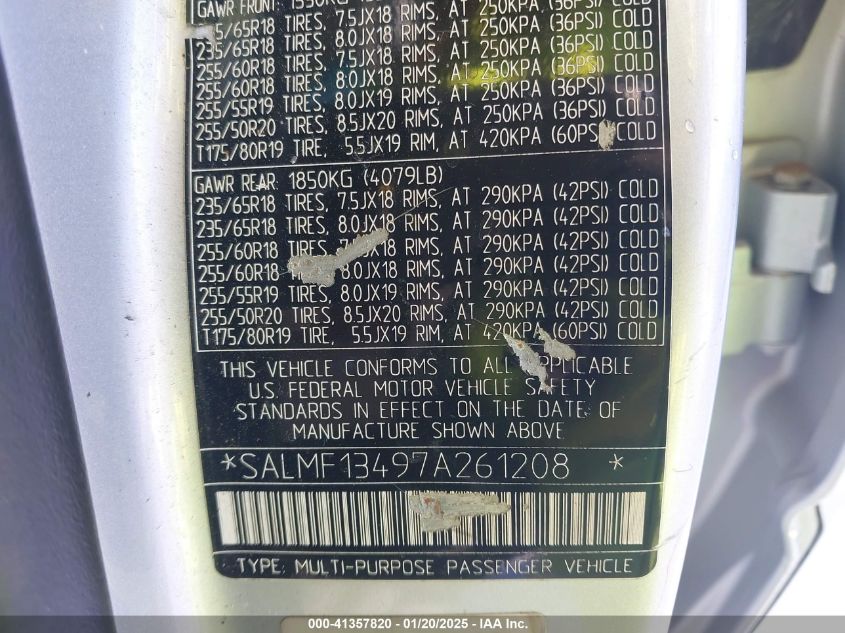 GAWR FRONT: 1550KG
/65R18 TIRES, 7.5JX18 RIMS, AT 250KPA (36PSI) COLD
235/65R18 TIRES, 8.0JX18 RIMS, AT 250KPA (36PSI) COLD
255/60R18 TIRES, 7.5JX18 RIMS, AT 250KPA (36PSI) COLD
255/60R18 TIRES, 8.0JX18 RIMS, AT 250KPA (36PSI) COLD
255/55R19 TIRES, 8.0JX19 RIMS, AT 250KPA (36PSI) COLD
255/50R20 TIRES, 8.5JX20 RIMS, AT 250KPA (36PSI) COLD
T175/80R19 TIRE, 5.5JX19 RIM, AT 420KPA (60PSI) COLD
GAWR REAR: 1850KG (4079LB)
235/65R18 TIRES, 7.5JX18 RIMS, AT 290KPA (42PSI) COLD
235/65R18 TIRES, 8.0JX18 RIMS, AT 290KPA (42PSI) COLD
255/60R18 TIRES, 7.5JX18 RIMS, AT 290KPA (42PSI) COLD
255/60R18 8.0JX18 RIMS, AT 290KPA (42PSI) COLD
255/55R19 TIRES, 8.0JX19 RIMS, AT 290KPA (42PSI) COLD
255/50R20 TIRES, 8.5JX20 RIMS, AT 290KPA (42PSI) COLD
T175/80R19 TIRE, 5.5JX19 RIM, AT 420KPA (60PSI) COLD
THIS VEHICLE CONFORMS TO ALL APPLICABLE
U.S. FEDERAL MOTOR VEHICLE SAFETY
STANDARDS IN EFFECT ON THE DATE OF
MANUFACTURE SHOWN ABOVE
*SALMF13497A261208 *
TYPE: MULTI-PURPOSE PASSENGER VEHICLE
000-41357820 - 01/20/2025 - IAA Inc.